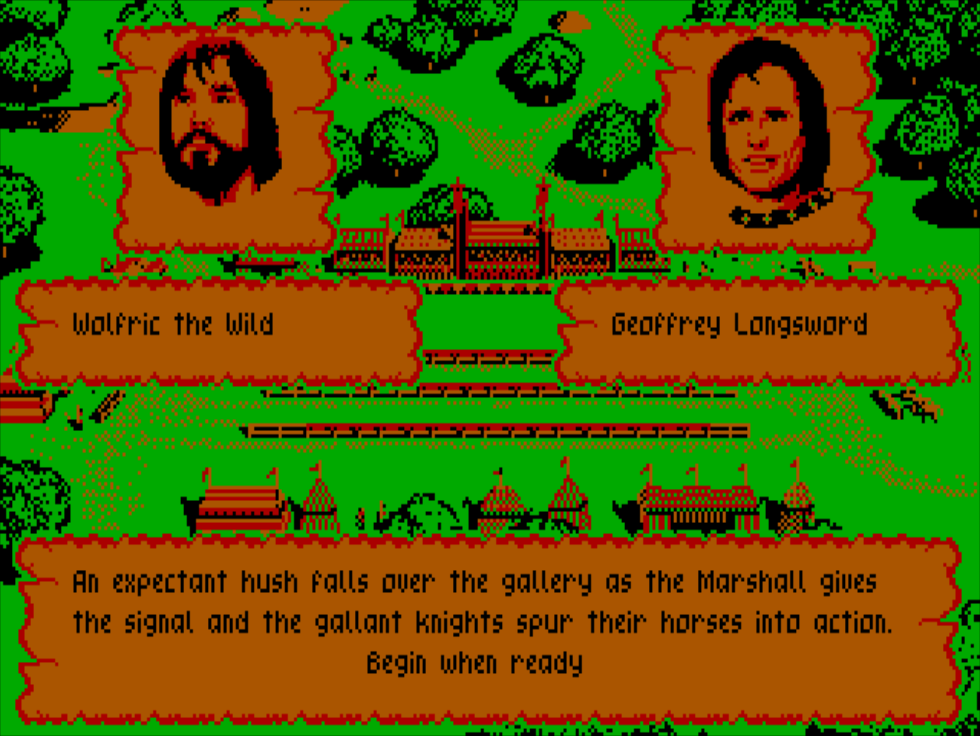 Wolfric the Wild
Geoffrey Longsword
An expectant hush falls over the gallery as the Marshall gives
the signal and the gallant knights spur their horses into action.
Begin when ready